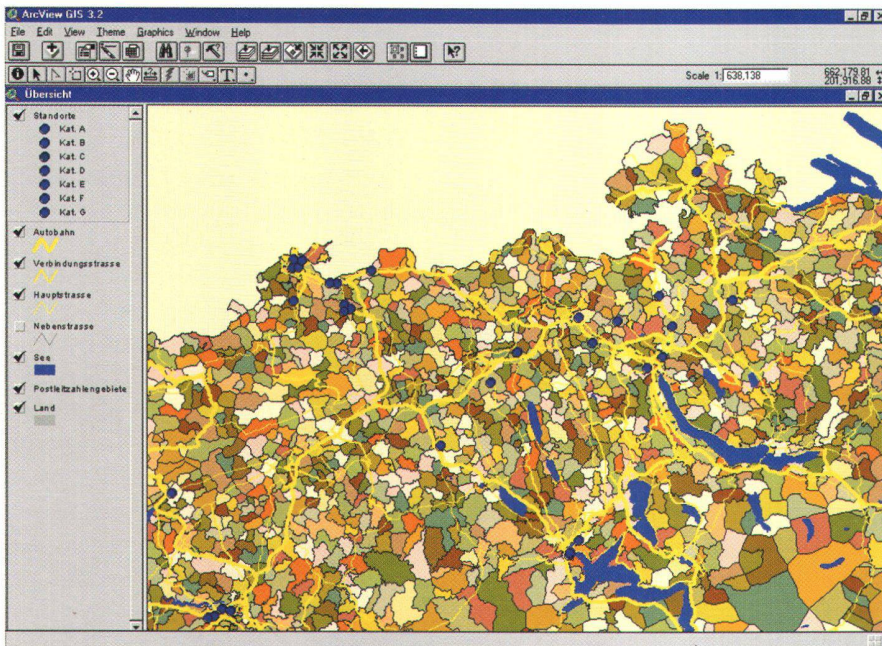 ArcView GIS 3.2
File Edit View Theme Graphics Window Help
Scale 1: 638,138
662,179.81
201,916.88
Übersicht
Standorte
Kat. A
Kat. B
Kat. C
Kat. D
Kat. E
Kat. F
Kat. G
Autobahn
Verbindungsstrasse
Hauptstrasse
Nebenstrasse
See
Postleitzahlengebiete
Land